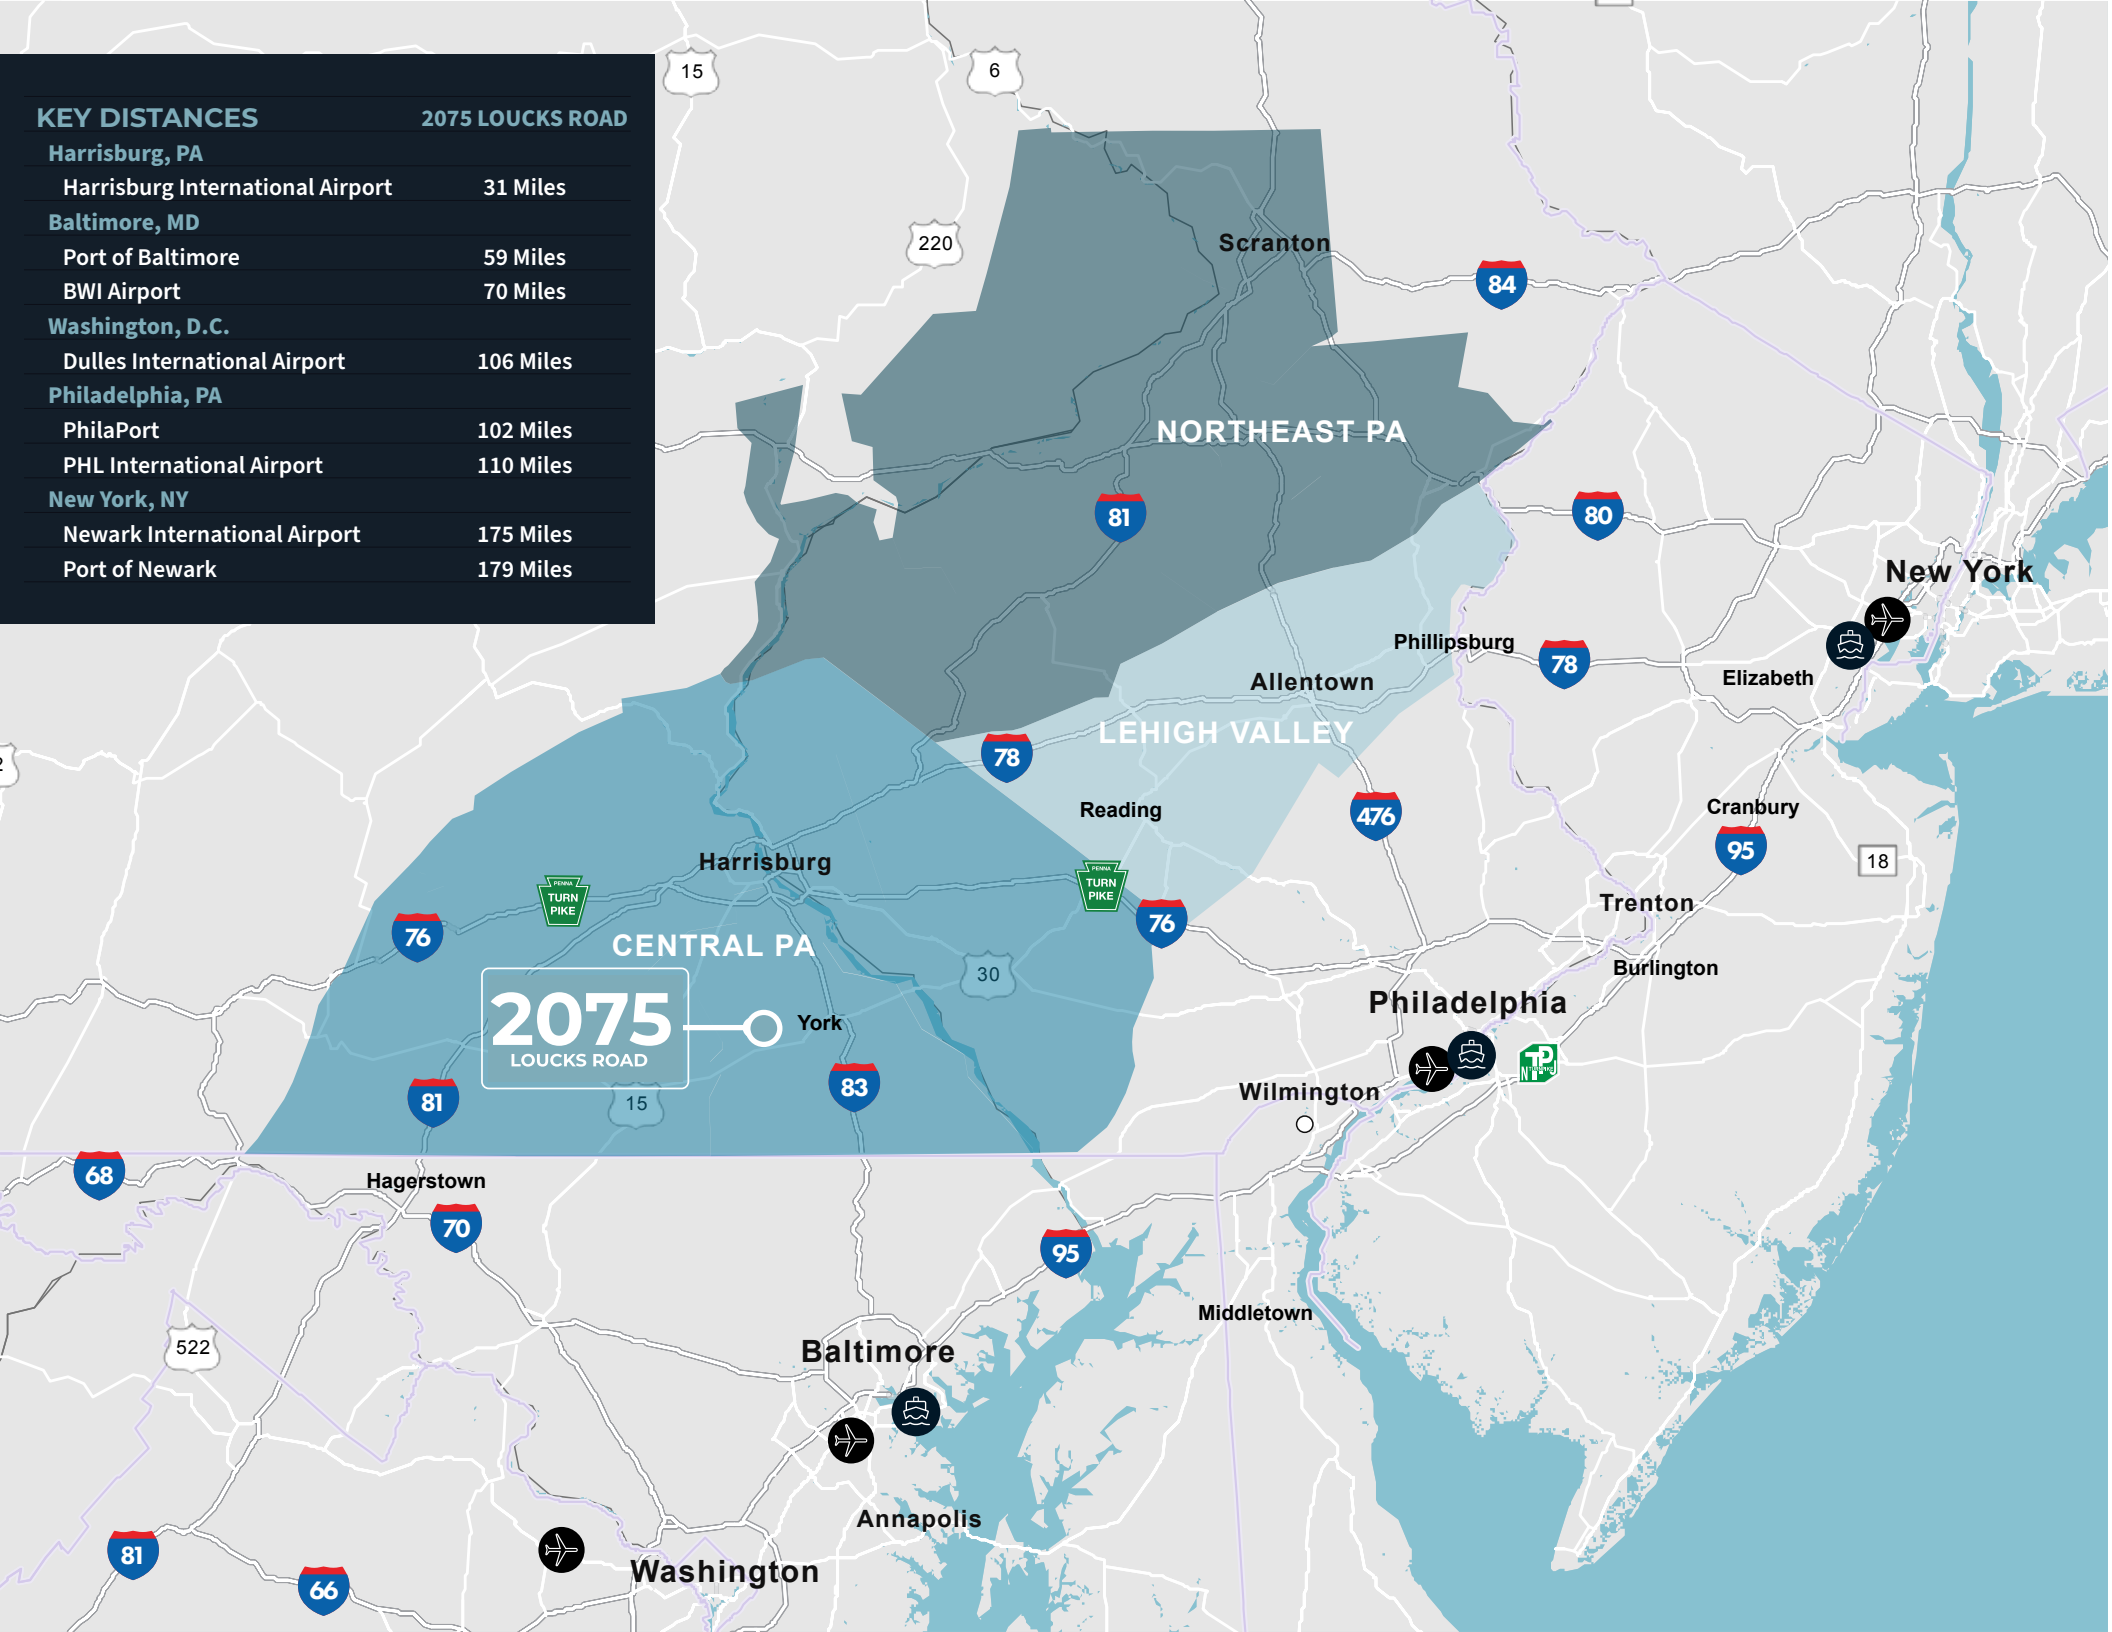 KEY DISTANCES 2075 LOUCKS ROAD
Harrisburg, PA
Harrisburg International Airport 31 Miles
Baltimore, MD
Port of Baltimore 59 Miles
BWI Airport 70 Miles
Washington, D.C.
Dulles International Airport 106 Miles
Philadelphia, PA
PhilaPort 102 Miles
PHL International Airport 110 Miles
New York, NY
Newark International Airport 175 Miles
Port of Newark 179 Miles
15
6
220
Scranton
84
NORTHEAST PA
81
80
New York
Phillipsburg
78
Elizabeth
Allentown
LEHIGH VALLEY
78
Reading
476
Cranbury
95
18
Harrisburg
PENNA
TURN
PIKE
PENNA
TURN
PIKE
76
76
Trenton
CENTRAL PA
30
Burlington
2075
LOUCKS ROAD
York
Philadelphia
TP
81
15
83
Wilmington
68
Hagerstown
70
95
Middletown
522
Baltimore
Annapolis
81
66
Washington